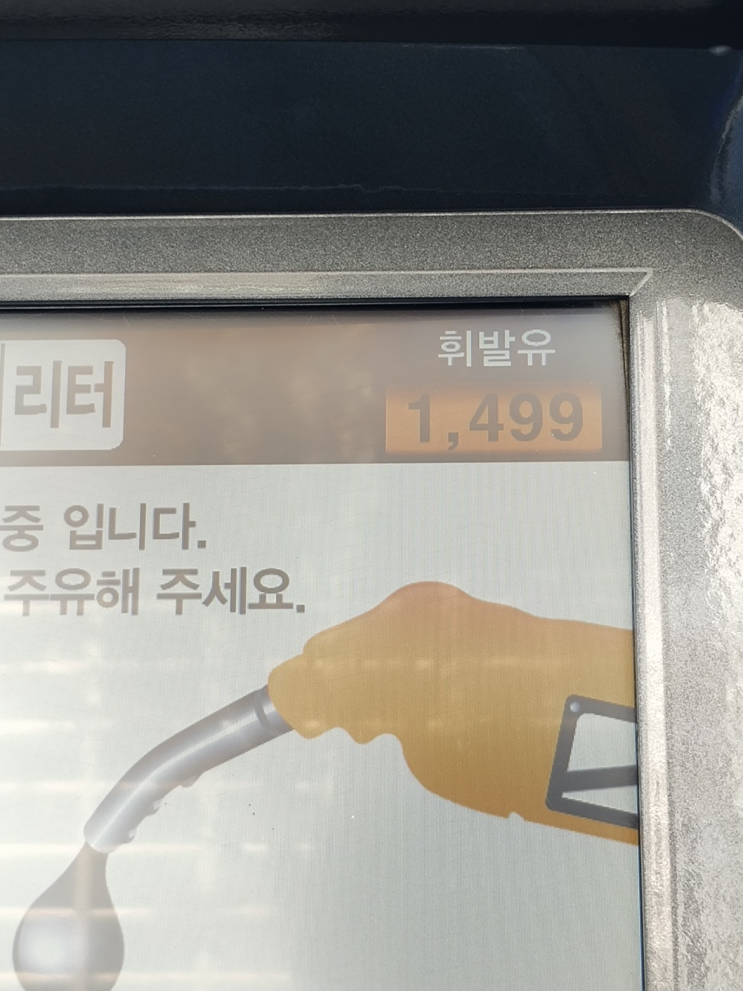 휘발유
리터
1,499
중 입니다.
주유해 주세요.